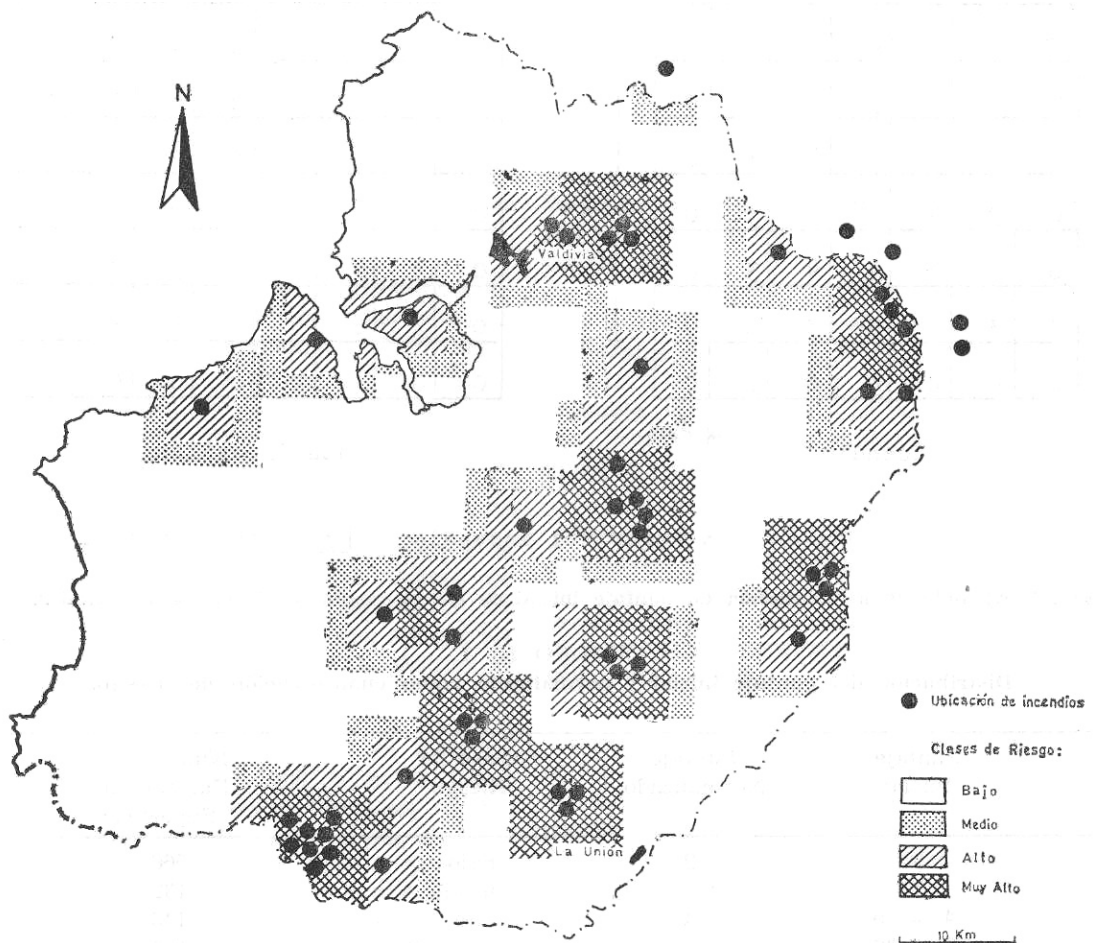 N
Valdivia
La Unión
Ubicación de incendios
Clases de Riesgo:
Bajo
Medio
Alto
Muy Alto
10 Km